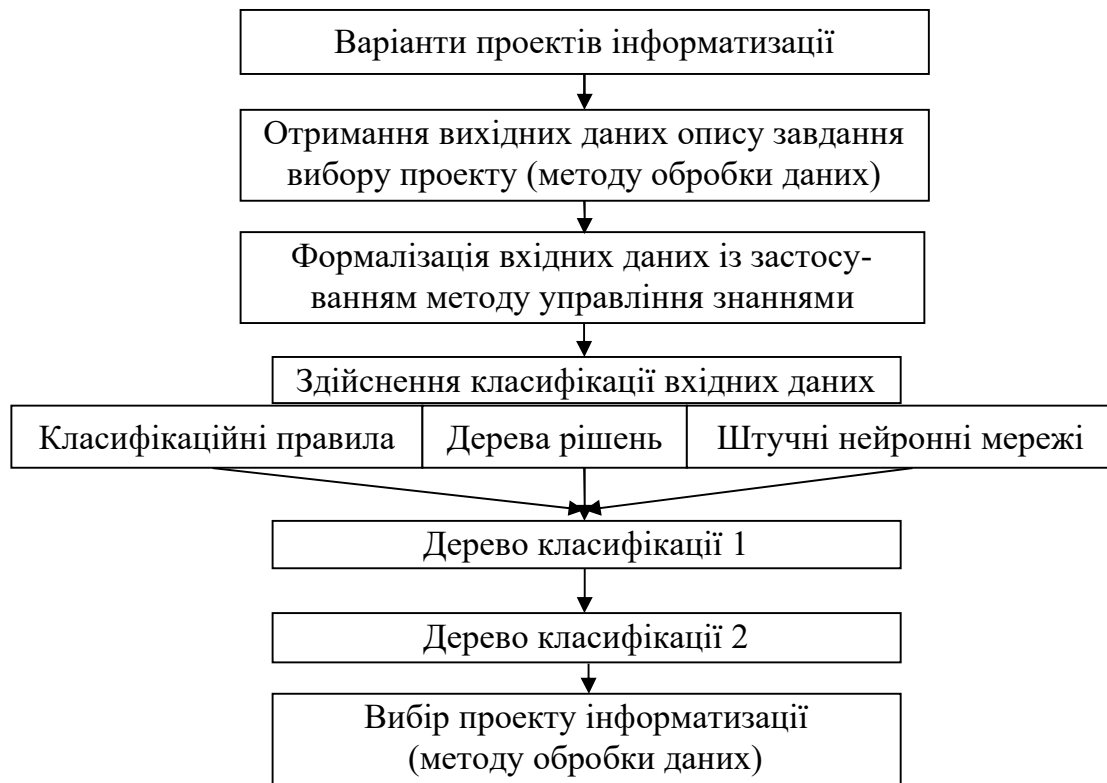 Варіанти проектів інформатизації
Отримання вихідних даних опису завдання
вибору проекту (методу обробки даних)
Формалізація вхідних даних із застосу-
ванням методу управління знаннями
Здійснення класифікації вхідних даних
Класифікаційні правила
Дерева рішень
Штучні нейронні мережі
Дерево класифікації 1
Дерево класифікації 2
Вибір проекту інформатизації
(методу обробки даних)